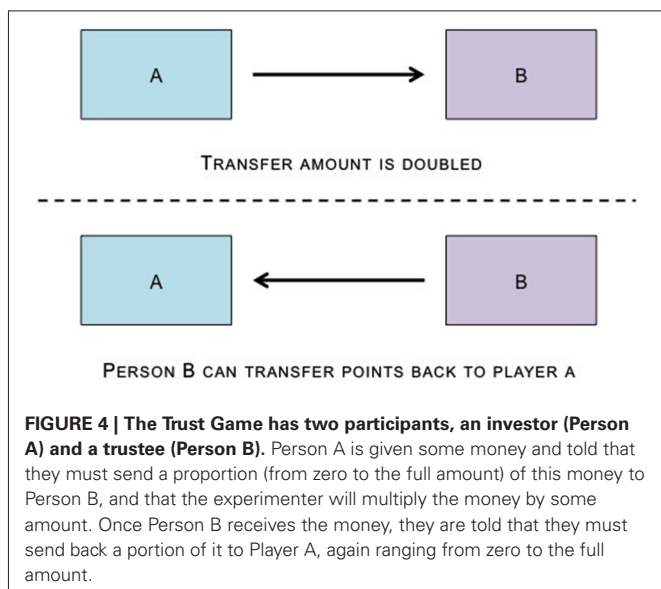 A
B
TRANSFER AMOUNT IS DOUBLED
A
B
PERSON B CAN TRANSFER POINTS BACK TO PLAYER A
FIGURE 4 | The Trust Game has two participants, an investor (Person
A) and a trustee (Person B). Person A is given some money and told that
they must send a proportion (from zero to the full amount) of this money to
Person B, and that the experimenter will multiply the money by some
amount. Once Person B receives the money, they are told that they must
send back a portion of it to Player A, again ranging from zero to the full
amount.